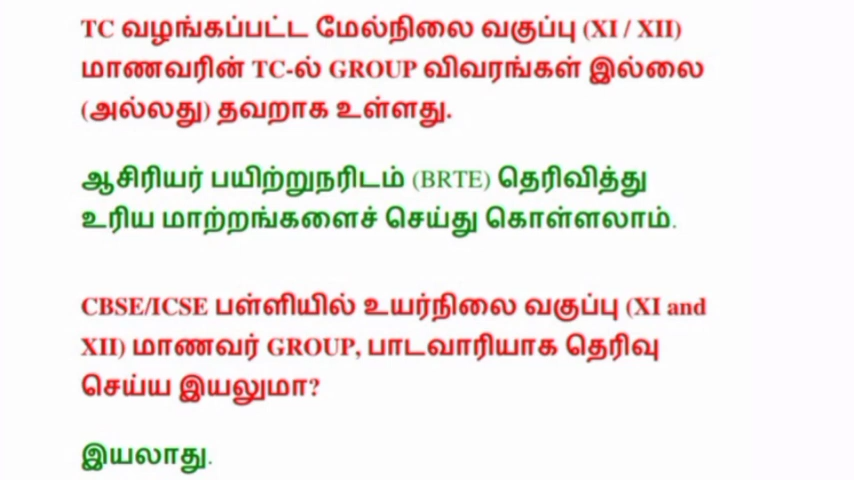 TC வழங்கப்பட்ட மேல்நிலை வகுப்பு (XI / XII)
மாணவரின் TC-ல் GROUP விவரங்கள் இல்லை
(அல்லது) தவறாக உள்ளது.
ஆசிரியர் பயிற்றுநரிடம் (BRTE) தெரிவித்து
உரிய மாற்றங்களைச் செய்து கொள்ளலாம்.
CBSE/ICSE பள்ளியில் உயர்நிலை வகுப்பு (XI and
XII) மாணவர் GROUP, பாடவாரியாக தெரிவு
செய்ய இயலுமா?
இயலாது.